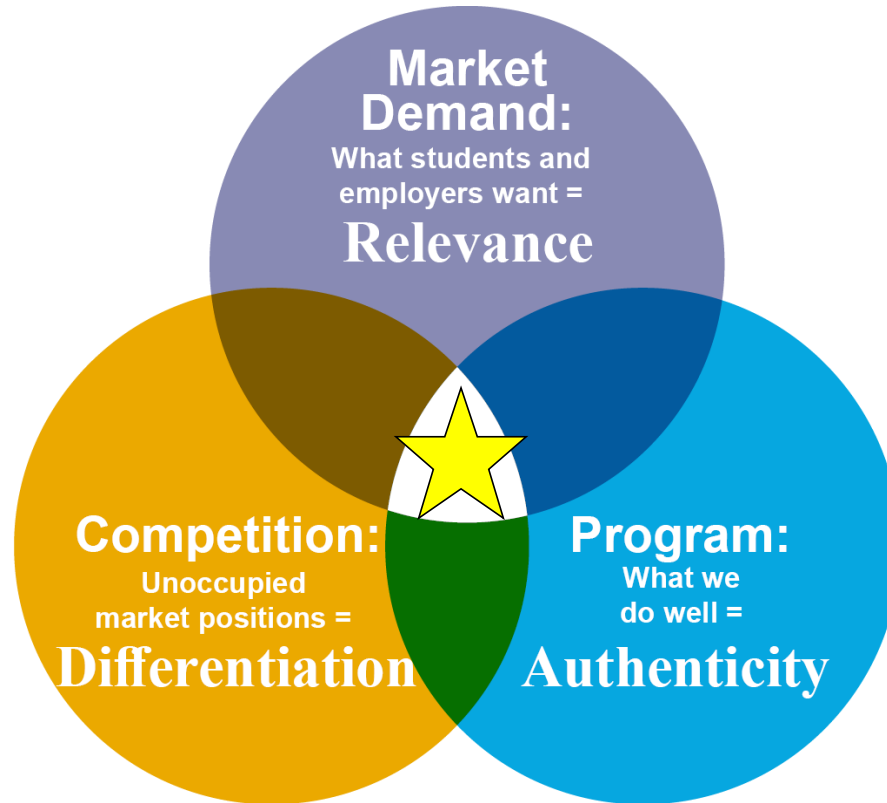 Market
Demand:
What students and
employers want =
Relevance
Competition:
Unoccupied
market positions =
Differentiation
Program:
What we
do well =
Authenticity